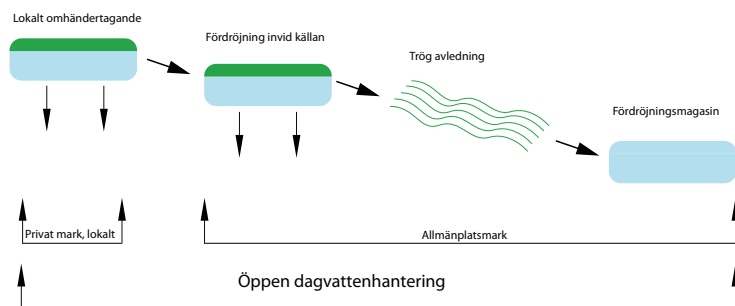 Lokalt omhändertagande
Fördröjning invid källan
Trög avledning
Fördröjningsmagasin
Privat mark, lokalt
Allmänplatsmark
Öppen dagvattenhantering